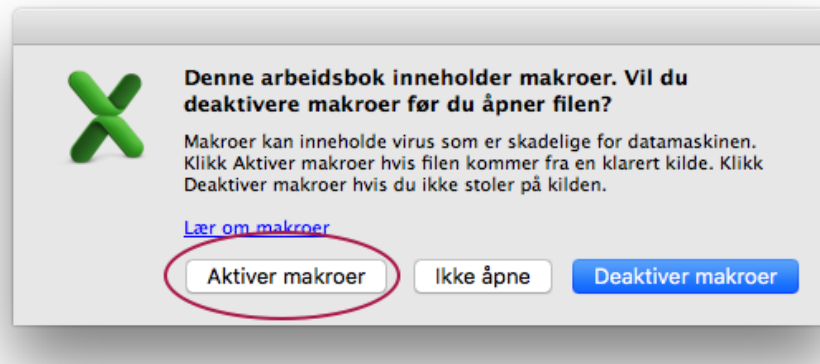 Denne arbeidsbok inneholder makroer. Vil du
deaktivere makroer før du åpner filen?
Makroer kan inneholde virus som er skadelige for datamaskinen.
Klikk Aktiver makroer hvis filen kommer fra en klarert kilde. Klikk
Deaktiver makroer hvis du ikke stoler på kilden.
Lær om makroer
Aktiver makroer Ikke åpne Deaktiver makroer